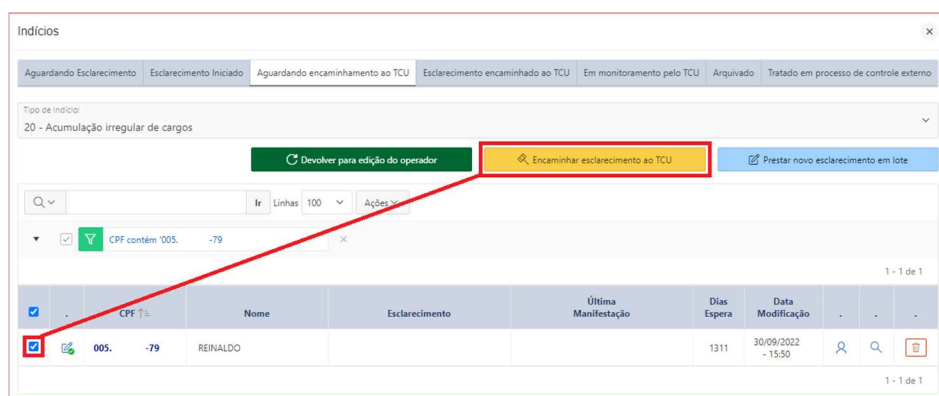 Indícios ×
Aguardando Esclarecimento Esclarecimento Iniciado Aguardando encaminhamento ao TCU Esclarecimento encaminhado ao TCU Em monitoramento pelo TCU Arquivado Tratado em processo de controle externo
Tipo de Indício:
20 - Acumulação irregular de cargos
Devolver para edição do operador Encaminhar esclarecimento ao TCU Prestar novo esclarecimento em lote
Ir Linhas 100 Ações
CPF contém '005. -79
1 - 1 de 1
. CPF Nome Esclarecimento Última Manifestação Dias Espera Data Modificação . . .
005. -79 REINALDO 1311 30/09/2022 - 15:50
1 - 1 de 1